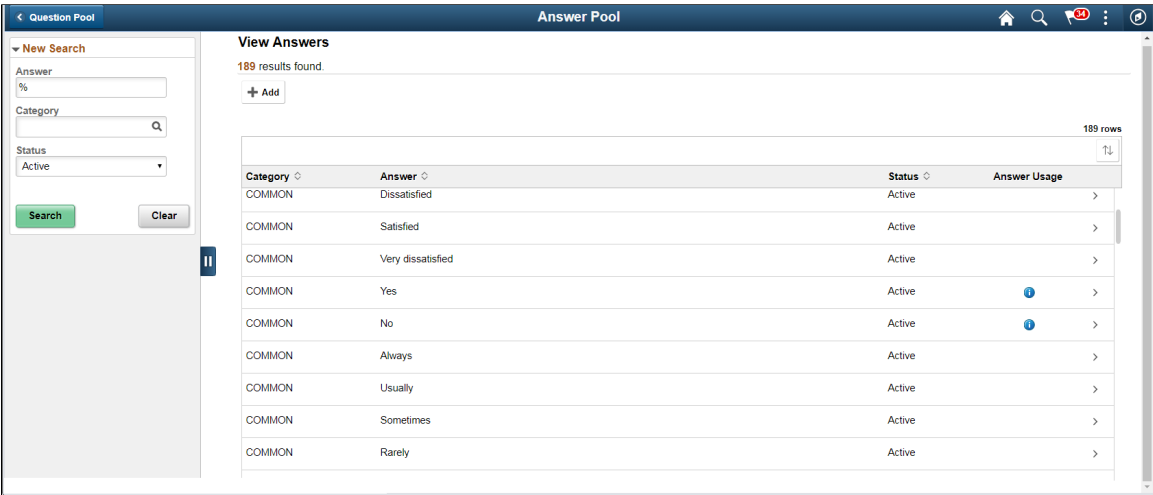 Question Pool
Answer Pool
34
New Search
Answer
%
Category
Status
Active
Search
Clear
View Answers
189 results found.
Add
189 rows
Category Answer Status Answer Usage
COMMON Dissatisfied Active
COMMON Satisfied Active
COMMON Very dissatisfied Active
COMMON Yes Active
COMMON No Active
COMMON Always Active
COMMON Usually Active
COMMON Sometimes Active
COMMON Rarely Active